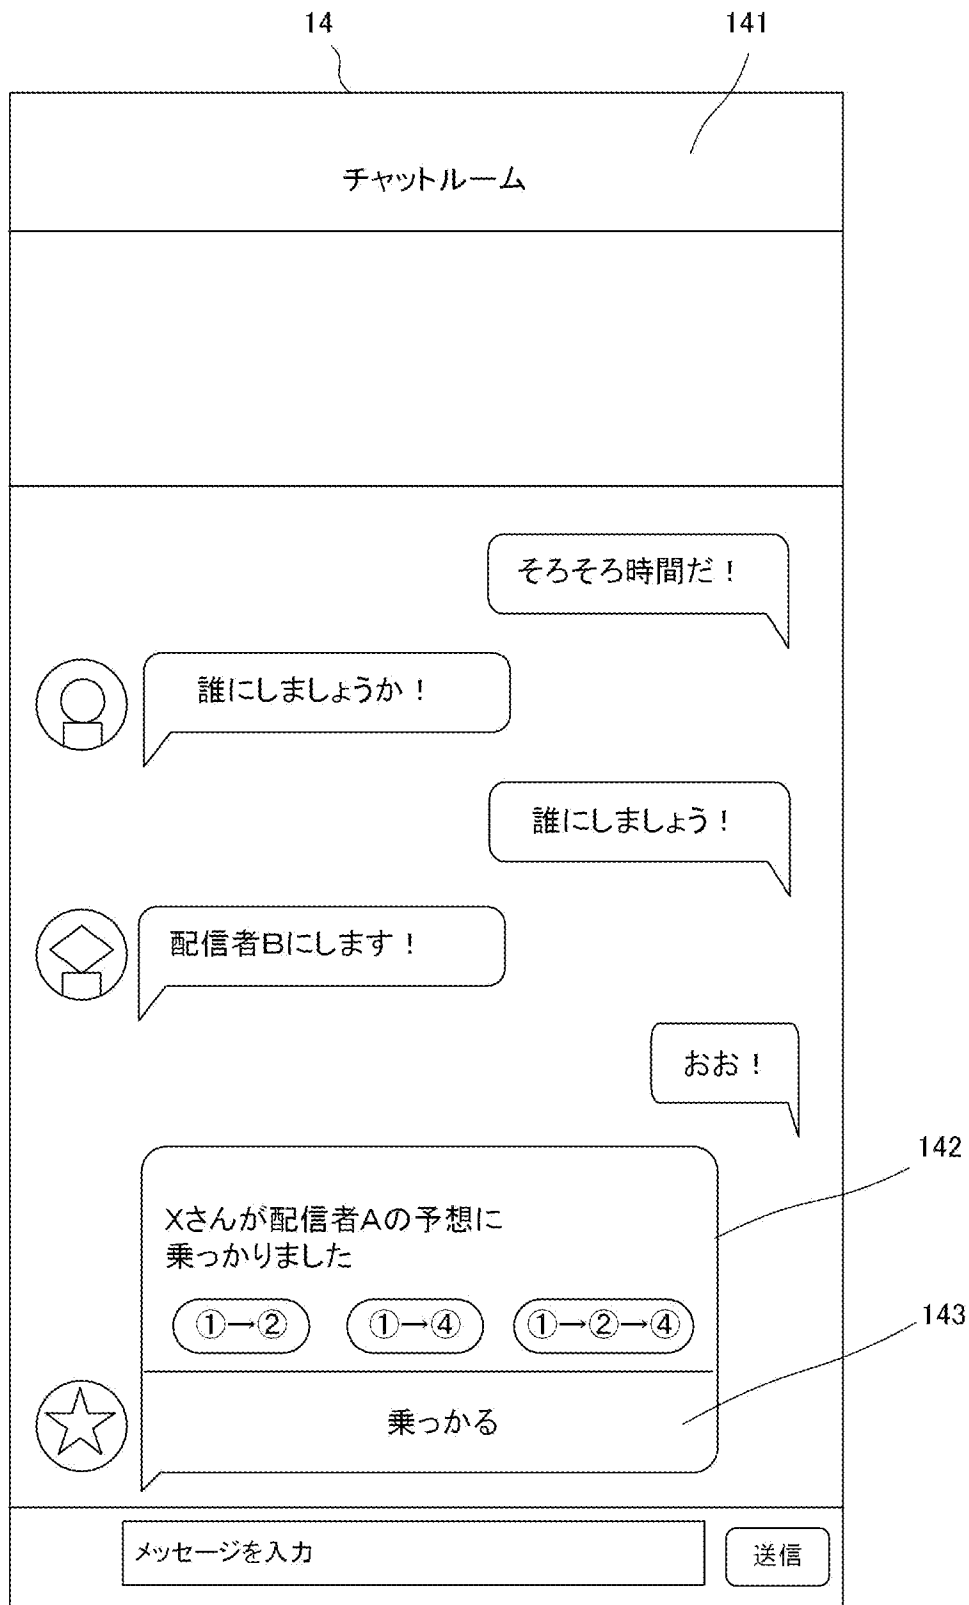 14
141
チャットルーム
そろそろ時間だ！
誰にしましょうか！
誰にしましょう！
配信者Bにします！
おお！
142
Xさんが配信者Aの予想に
乗っかりました
①→② ①→④ ①→②→④
143
乗っかる
メッセージを入力 送信